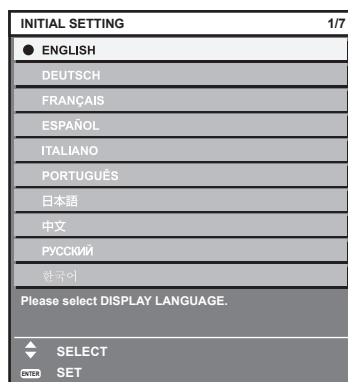 INITIAL SETTING 1/7
ENGLISH
DEUTSCH
FRANÇAIS
ESPAÑOL
ITALIANO
PORTUGUÊS
日本語
中文
РУССКИЙ
한국어
Please select DISPLAY LANGUAGE.
SELECT
ENTER SET